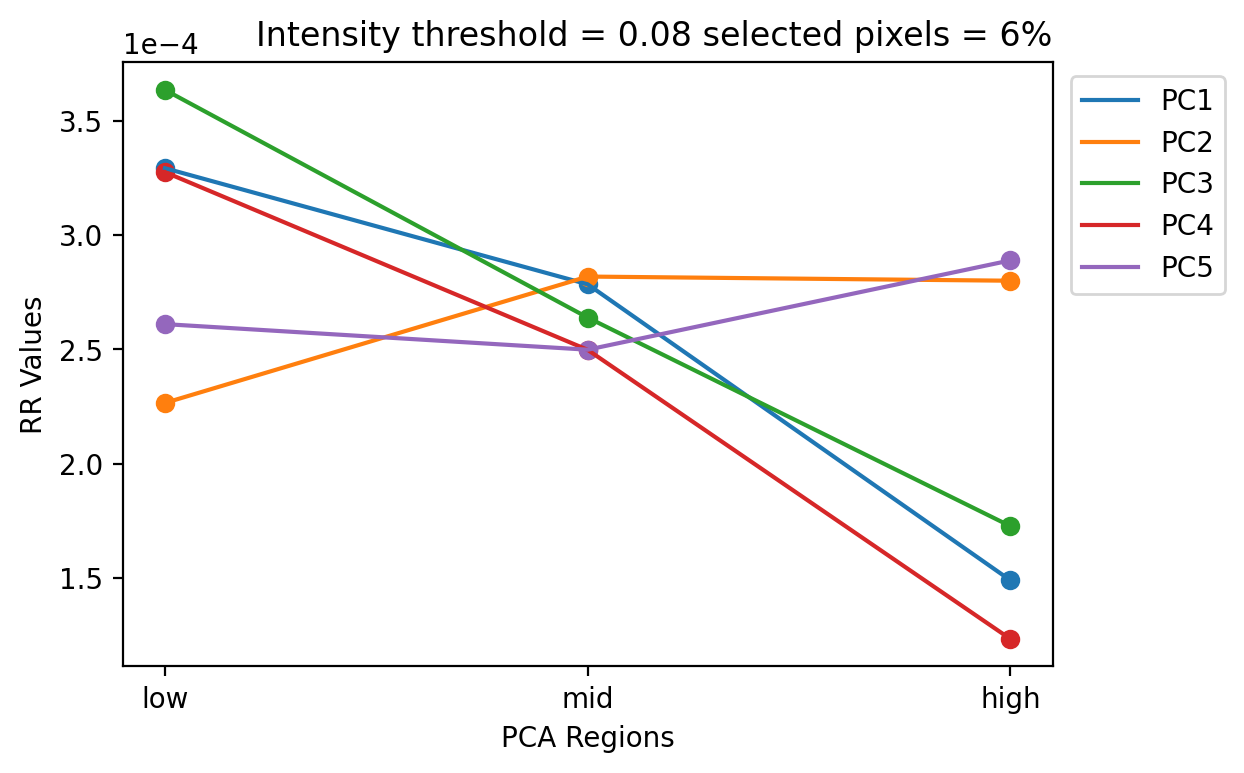 Intensity threshold = 0.08 selected pixels = 6%
1e−4
3.5
3.0
2.5
2.0
1.5
RR Values
low
mid
high
PCA Regions
PC1
PC2
PC3
PC4
PC5